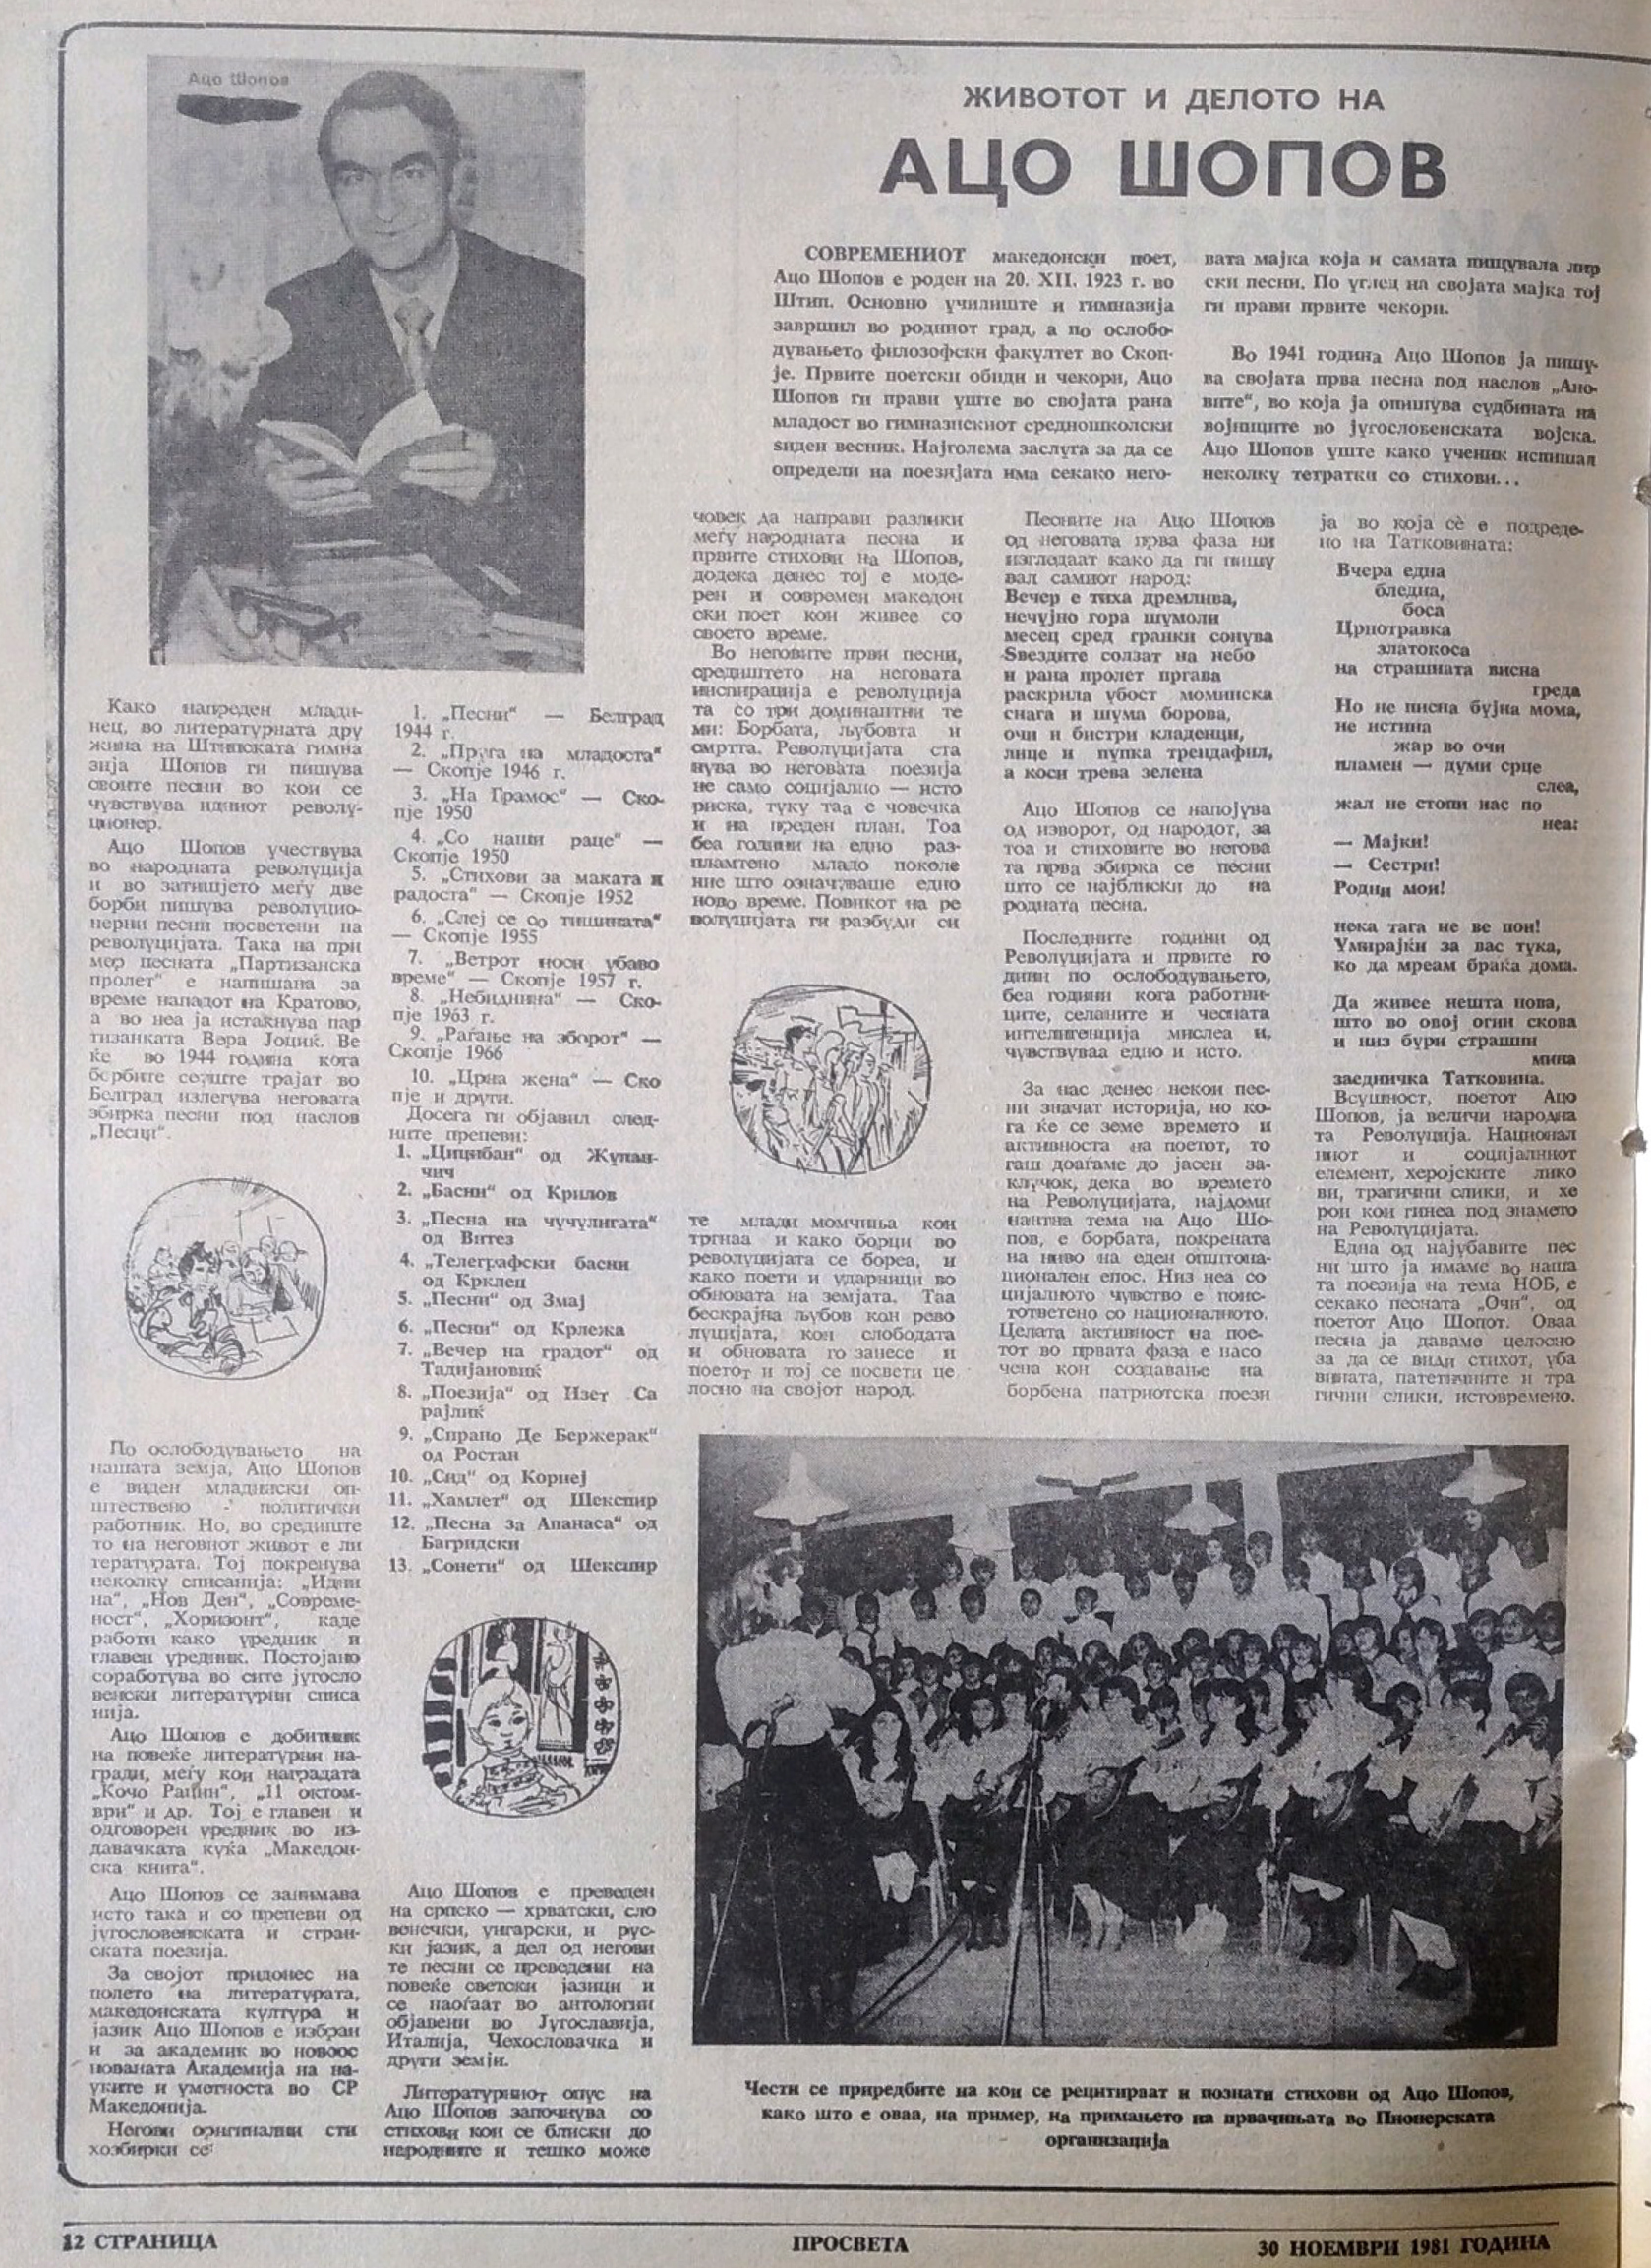 Ацо Шопов
ЖИВОТОТ И ДЕЛОТО НА
АЦО ШОПОВ
СОВРЕМЕНИОТ македонски поет,
Ацо Шопов е роден на 20. XII. 1923 г. во
Штип. Основно училиште и гимназија
завршил во родниот град, а по ослобо-
дувањето филозофски факултет во Скоп-
је. Првите поетски обиди и чекори, Ацо
Шопов ги прави уште во својата рана
младост во гимназискиот средношколски
ѕиден весник. Најголема заслуга за да се
определи на поезијата има секако него-
вата мајка која и самата пишувала лир
ски песни. По углед на својата мајка тој
ги прави првите чекори.
Во 1941 година Ацо Шопов ја пишу-
ва својата прва песна под наслов „Апо-
вите“, во која ја опишува судбината на
војниците во југословенската војска.
Ацо Шопов уште како ученик испишал
неколку тетратки со стихови...
Како напреден млади-
нец, во литературната дру
жина на Штипската гимна
зија Шопов ги пишува
своите песни во кои се
чувствува идниот револу-
ционер.
Ацо Шопов учествува
во народната револуција
и во затишјето меѓу две
борби пишува револуцио-
нерни песни посветени на
револуцијата. Така на при
мер песната „Партизанска
пролет“ е напишана за
време нападот на Кратово,
а во неа ја истакнува пар
тизанката Вера Јоциќ. Ве
ќе во 1944 година кога
борбите сеуште трајат во
Белград излегува неговата
збирка песни под наслов
„Песни“.
По ослободувањето на
нашата земја, Ацо Шопов
е виден младински оп-
штествено - политички
работник. Но, во средиште
то на неговиот живот е ли
тературата. Тој покренува
неколку списанија: „Идни
на“, „Нов Ден“, „Совреме-
ност“, „Хоризонт“, каде
работи како уредник и
главен уредник. Постојано
соработува во сите југосло
венски литературни списа
нија.
Ацо Шопов е добитник
на повеќе литературни на-
гради, меѓу кои наградата
„Кочо Рацин“, „11 октом-
ври“ и др. Тој е главен и
одговорен уредник во из-
давачката куќа „Македон-
ска книга“.
Ацо Шопов се занимава
исто така и со препеви од
југословенската и стран-
ската поезија.
За својот придонес на
полето на литературата,
македонската култура и
јазик Ацо Шопов е избран
и за академик во новоос
нованата Академија на на-
уките и уметноста во СР
Македонија.
Негови оригинални сти
хозбирки се:
1. „Песни“ — Белград
1944 г.
2. „Пруга на младоста“
— Скопје 1946 г.
3. „На Грамос“ — Ско-
пје 1950
4. „Со наши раце“ —
Скопје 1950
5. „Стихови за маката и
радоста“ — Скопје 1952
6. „Слеј се со тишината“
— Скопје 1955
7. „Ветрот носи убаво
време“ — Скопје 1957 г.
8. „Небиднина“ — Ско-
пје 1963 г.
9. „Раѓање на зборот“ —
Скопје 1966
10. „Црна жена“ — Ско
пје и други.
Досега ги објавил след-
ните препеви:
1. „Цицибан“ од Жупан-
чич
2. „Басни“ од Крилов
3. „Песна на чучулигата“
од Витез
4. „Телеграфски басни
од Крклец
5. „Песни“ од Змај
6. „Песни“ од Крлежа
7. „Вечер на градот“ од
Тадијановиќ
8. „Поезија“ од Изет Са
рајлиќ
9. „Сирано Де Бержерак“
од Ростан
10. „Сид“ од Корнеј
11. „Хамлет“ од Шекспир
12. „Песна за Апанаса“ од
Багридски
13. „Сонети“ од Шекспир
Ацо Шопов е преведен
на српско — хрватски, сло
венечки, унгарски, и рус-
ки јазик, а дел од негови
те песни се преведени на
повеќе светски јазици и
се наоѓаат во антологии
објавени во Југославија,
Италија, Чехословачка и
други земји.
Литературниот опус на
Ацо Шопов започнува со
стихови кои се блиски до
народните и тешко може
човек да направи разлики
меѓу народната песна и
првите стихови на Шопов,
додека денес тој е моде-
рен и современ македон
ски поет кои живее со
своето време.
Во неговите први песни,
средиштето на неговата
инспирација е револуција
та со три доминантни те
ми: Борбата, љубовта и
смртта. Револуцијата ста
нува во неговата поезија
не само социјално — исто
риска, туку таа е човечка
и на преден план. Тоа
беа години на едно раз-
пламтено младо поколе
ние што означуваше едно
ново време. Повикот на ре
волуцијата ги разбуди си
те млади момчиња кои
тргнаа и како борци во
револуцијата се бореа, и
како поети и ударници во
обновата на земјата. Таа
бескрајна љубов кон рево
луцијата, кон слободата
и обновата го занесе и
поетот и тој се посвети це
лосно на својот народ.
Песните на Ацо Шопов
од неговата прва фаза ни
изгледаат како да ги пишу
вал самиот народ:
Вечер е тиха дремлива,
нечујно гора шумоли
месец сред гранки сонува
Ѕвездите солзат на небо
и рана пролет пргава
раскрила убост моминска
снага и шума борова,
очи и бистри кладенци,
лице и пупка трендафил,
а коси трева зелена
Ацо Шопов се напојува
од изворот, од народот, за
тоа и стиховите во негова
та прва збирка се песни
што се најблиски до на
родната песна.
Последните години од
Револуцијата и првите го
дини по ослободувањето,
беа години кога работни-
ците, селаните и чесната
интелигенција мислеа и,
чувствуваа едно и исто.
За нас денес некои пес-
ни значат историја, но ко-
га ќе се земе времето и
активноста на поетот, то
гаш доаѓаме до јасен за-
клучок, дека во времето
на Револуцијата, најдоми
нантна тема на Ацо Шо-
пов, е борбата, покрената
на ниво на еден општона-
ционален епос. Низ неа со
цијалното чувство е поис-
тответено со националното.
Целата активност на пое-
тот во првата фаза е насо
чена кон создавање на
борбена патриотска поези
ја во која сѐ е подреде-
но на Татковината:
Вчера една
бледна,
боса
Црнотравка
златокоса
на страшната висна
греда
Но не писна бујна мома,
не истина
жар во очи
пламен — думи срце
слеа,
жал не стопи нас по
неа:
— Мајки!
— Сестри!
Родни мои!
нека тага не ве пои!
Умирајќи за вас тука,
ко да мреам браќа дома.
Да живее нешта нова,
што во овој огин скова
и низ бури страшни
мина
заедничка Татковина.
Всушност, поетот Ацо
Шопов, ја величи народна
та Револуција. Национал
ниот и социјалниот
елемент, херојските лико
ви, трагични слики, и хе
рои кои гинеа под знамето
на Револуцијата.
Една од најубавите пес
ни што ја имаме во наша
та поезија на тема НОБ, е
секако песната „Очи“, од
поетот Ацо Шопот. Оваа
песна ја даваме целосно
за да се види стихот, уба
вината, патетичните и тра
гични слики, истовремено.
Чести се приредбите на кои се рецитираат и познати стихови од Ацо Шопов,
како што е оваа, на пример, на примањето на првачињата во Пионерската
организација
12 СТРАНИЦА
ПРОСВЕТА
30 НОЕМВРИ 1981 ГОДИНА